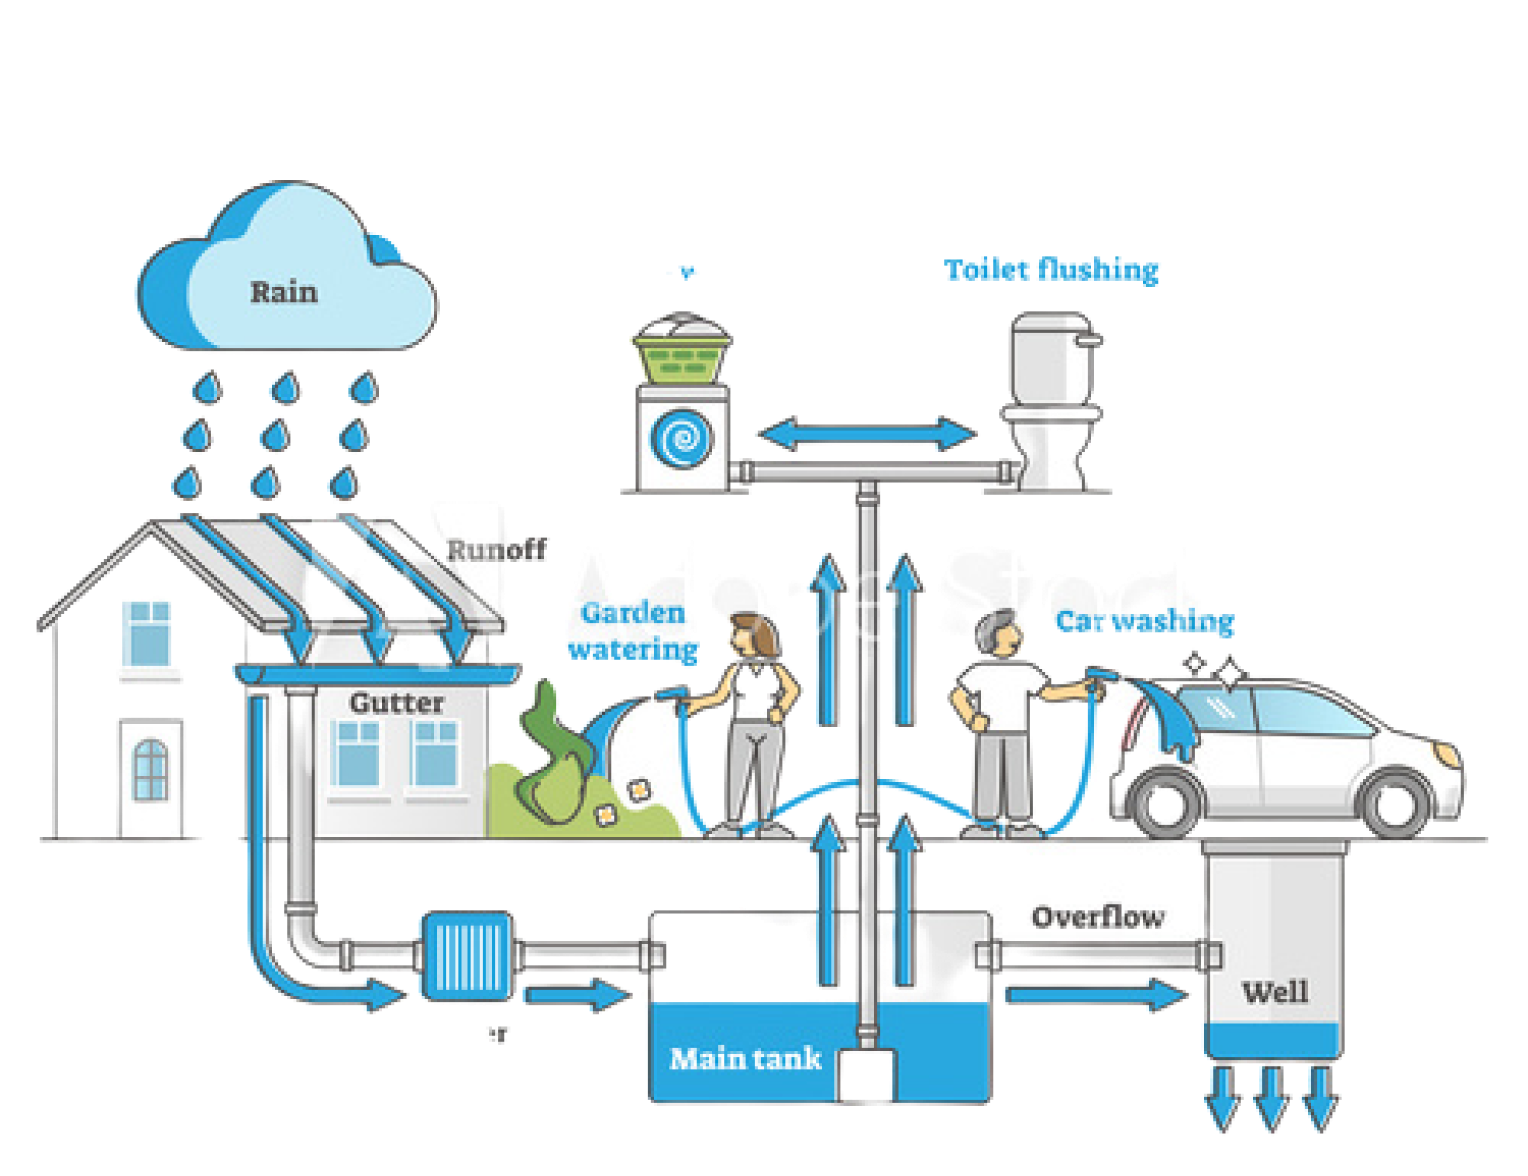 Rain
Toilet flushing
Runoff
Garden
watering
Car washing
Gutter
Overflow
Well
Main tank